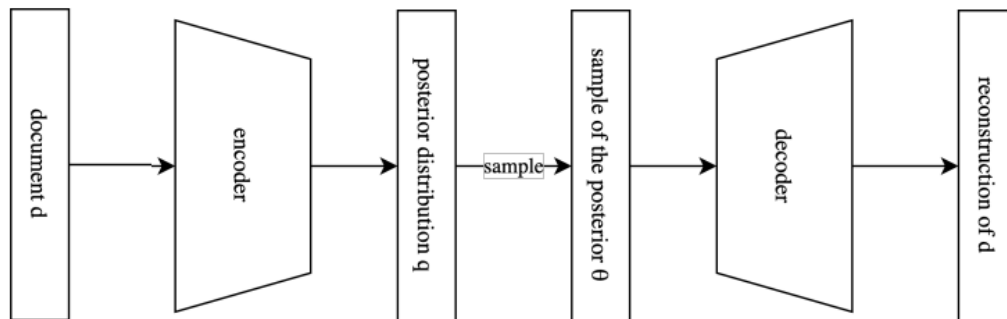 document d
encoder
posterior distribution q
sample
sample of the posterior θ
decoder
reconstruction of d